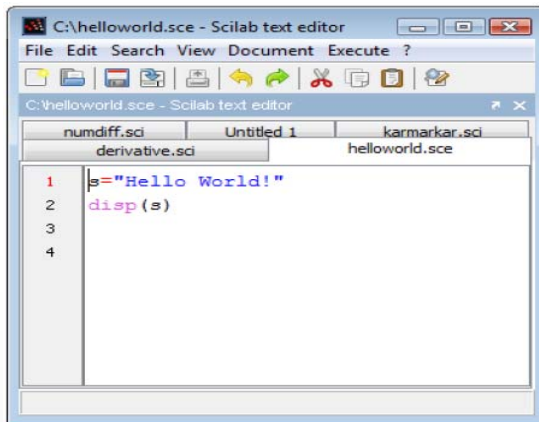 C:\helloworld.sce - Scilab text editor
File Edit Search View Document Execute ?
C:\helloworld.sce - Scilab text editor
numdiff.sci Untitled 1 karmarkar.sci
derivative.sci helloworld.sce
1 s="Hello World!"
2 disp(s)
3
4